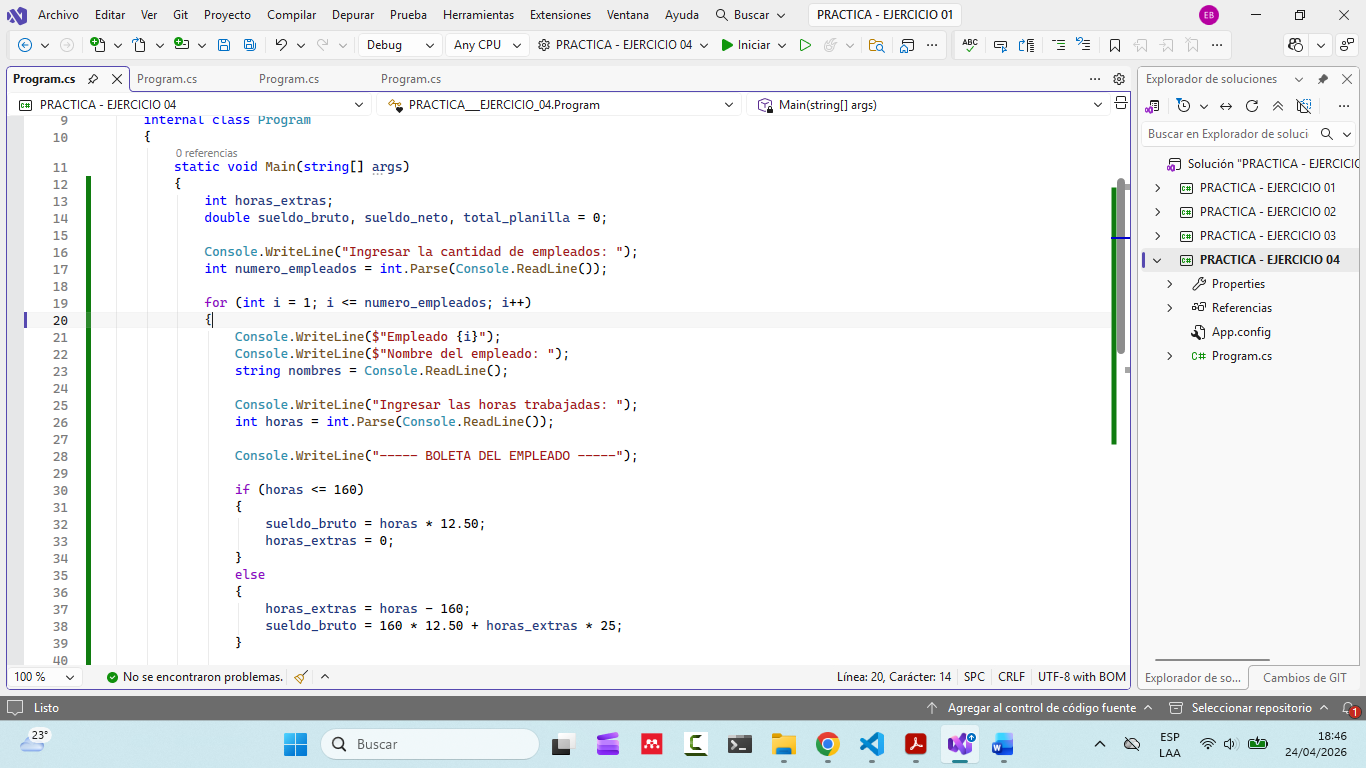 Archivo Editar Ver Git Proyecto Compilar Depurar Prueba Herramientas Extensiones Ventana Ayuda Buscar PRACTICA - EJERCICIO 01 EB
Debug Any CPU PRACTICA - EJERCICIO 04 Iniciar
Program.cs Program.cs Program.cs Program.cs
PRACTICA - EJERCICIO 04 PRACTICA___EJERCICIO_04.Program Main(string[] args)
9 internal class Program
10 {
0 referencias
11 static void Main(string[] args)
12 {
13 int horas_extras;
14 double sueldo_bruto, sueldo_neto, total_planilla = 0;
15
16 Console.WriteLine("Ingresar la cantidad de empleados: ");
17 int numero_empleados = int.Parse(Console.ReadLine());
18
19 for (int i = 1; i <= numero_empleados; i++)
20 {
21 Console.WriteLine($"Empleado {i}");
22 Console.WriteLine($"Nombre del empleado: ");
23 string nombres = Console.ReadLine();
24
25 Console.WriteLine("Ingresar las horas trabajadas: ");
26 int horas = int.Parse(Console.ReadLine());
27
28 Console.WriteLine("----- BOLETA DEL EMPLEADO -----");
29
30 if (horas <= 160)
31 {
32 sueldo_bruto = horas * 12.50;
33 horas_extras = 0;
34 }
35 else
36 {
37 horas_extras = horas - 160;
38 sueldo_bruto = 160 * 12.50 + horas_extras * 25;
39 }
40
100 % No se encontraron problemas. Línea: 20, Carácter: 14 SPC CRLF UTF-8 with BOM
Explorador de soluciones
Buscar en Explorador de soluci
Solución "PRACTICA - EJERCICIO
PRACTICA - EJERCICIO 01
PRACTICA - EJERCICIO 02
PRACTICA - EJERCICIO 03
PRACTICA - EJERCICIO 04
Properties
Referencias
App.config
C# Program.cs
Explorador de so... Cambios de GIT
Listo Agregar al control de código fuente Seleccionar repositorio 1
23° Buscar ESP LAA 18:46 24/04/2026